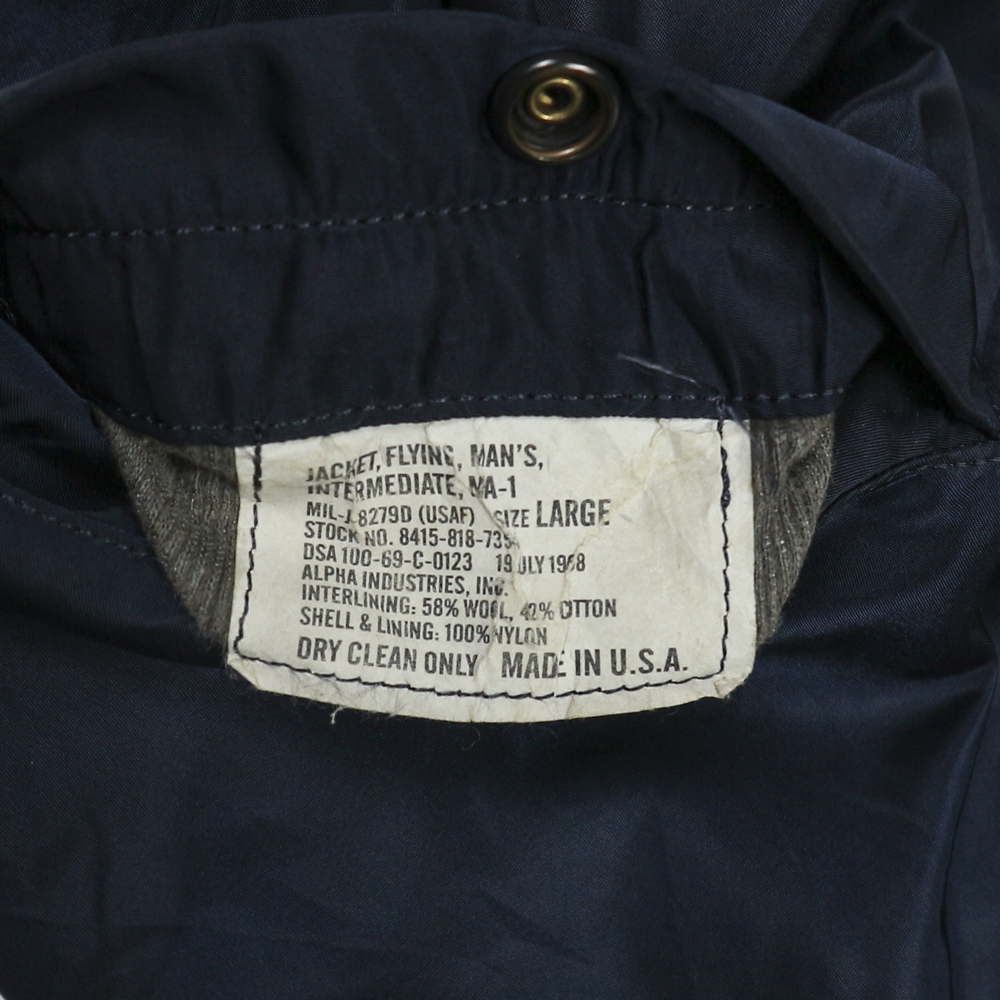 JACKET, FLYING, MAN'S,
INTERMEDIATE, MA-1
MIL-J-8279D (USAF) SIZE LARGE
STOCK NO. 8415-818-735
DSA 100-69-C-0123 19 JULY 1968
ALPHA INDUSTRIES, INC.
INTERLINING: 58% WOOL, 42% COTTON
SHELL & LINING: 100% NYLON
DRY CLEAN ONLY MADE IN U.S.A.